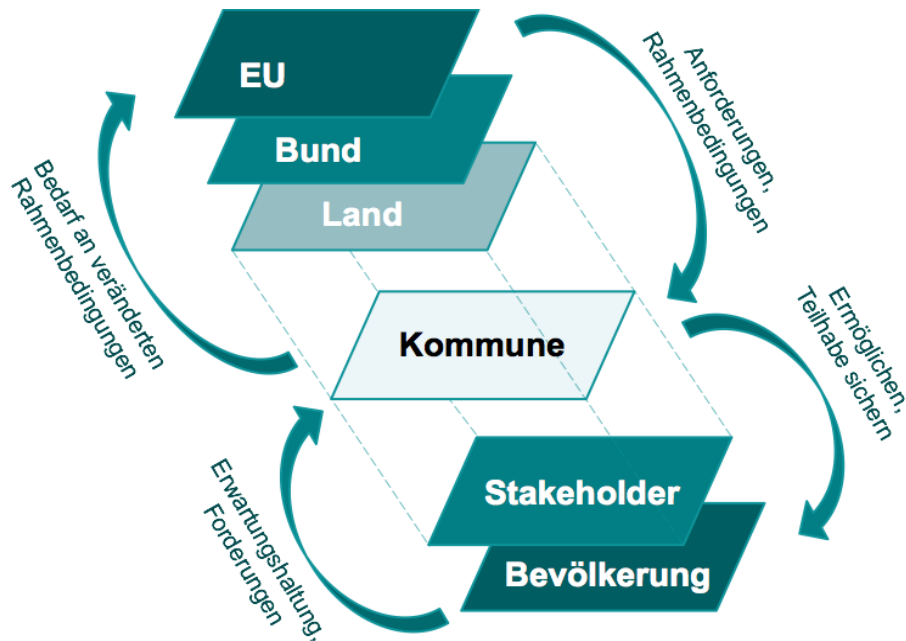 EU
Bund
Land
Kommune
Stakeholder
Bevölkerung
Anforderungen,
Rahmenbedingungen
Ermöglichen,
Teilhabe sichern
Bedarf an veränderten
Rahmenbedingungen
Erwartungshaltung,
Forderungen